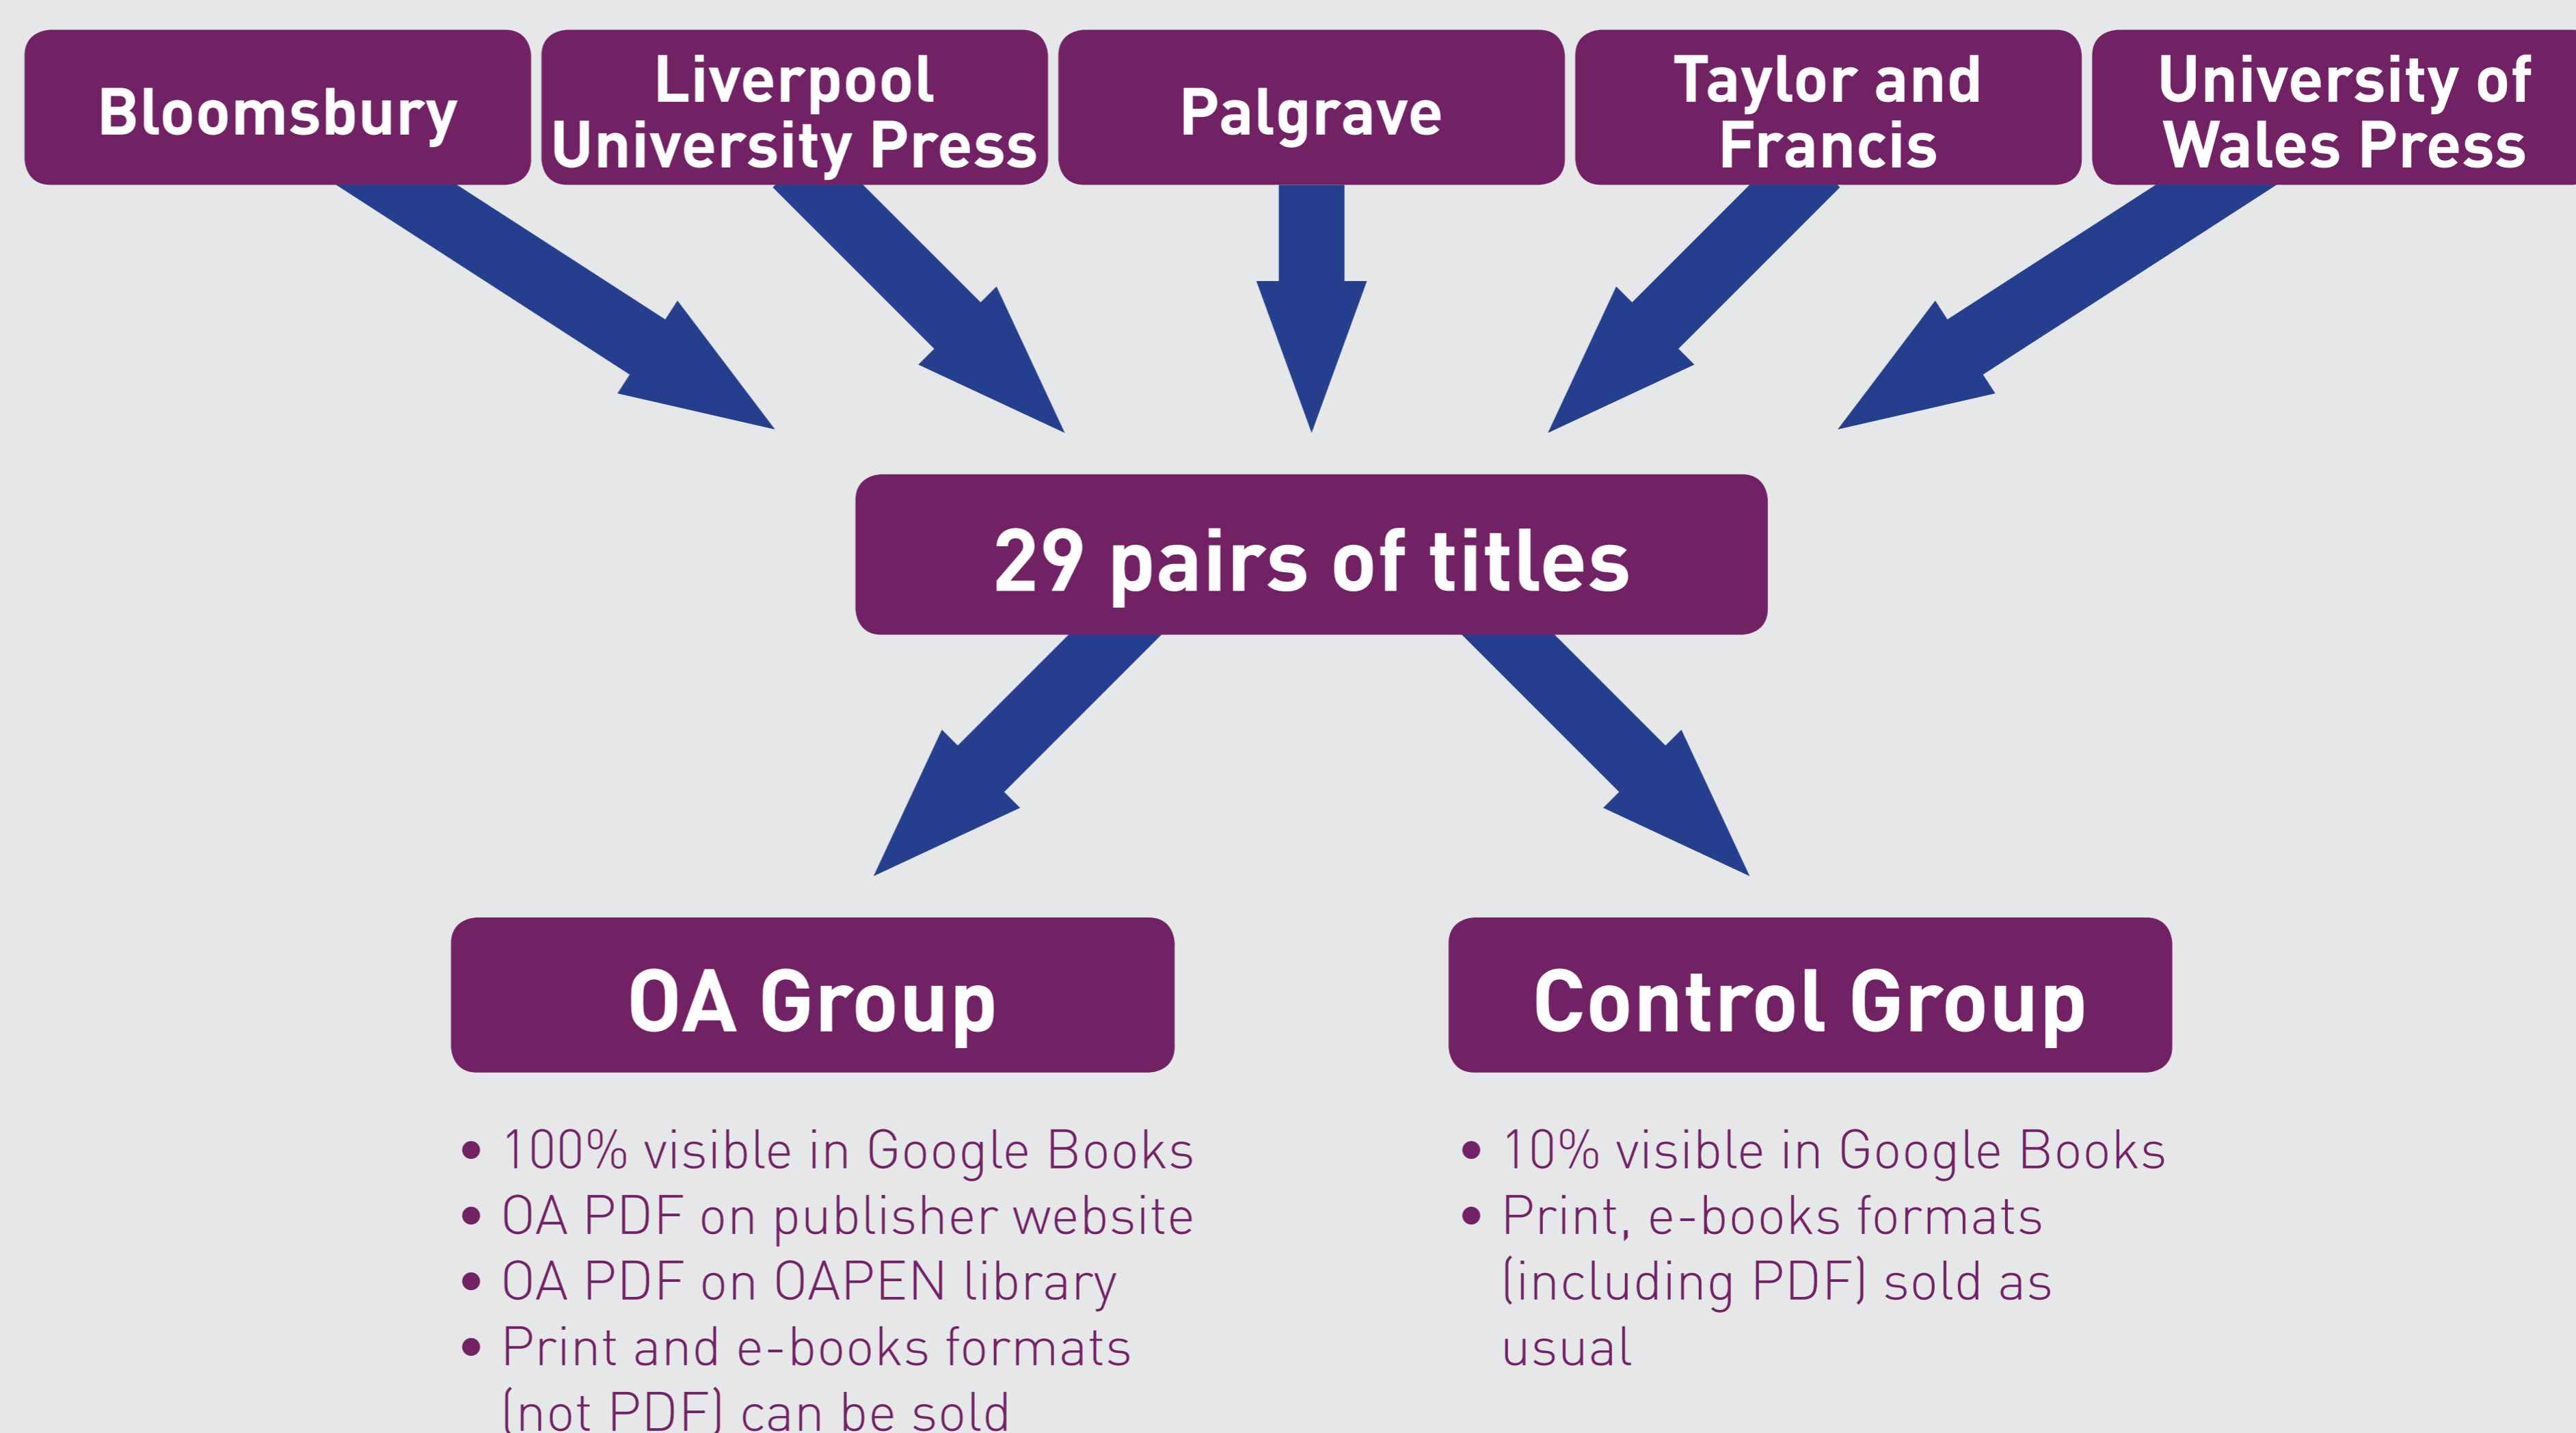 Bloomsbury
Liverpool
University Press
Palgrave
Taylor and
Francis
University of
Wales Press
29 pairs of titles
OA Group
• 100% visible in Google Books
• OA PDF on publisher website
• OA PDF on OAPEN library
• Print and e-books formats
(not PDF) can be sold
Control Group
• 10% visible in Google Books
• Print, e-books formats
(including PDF) sold as
usual